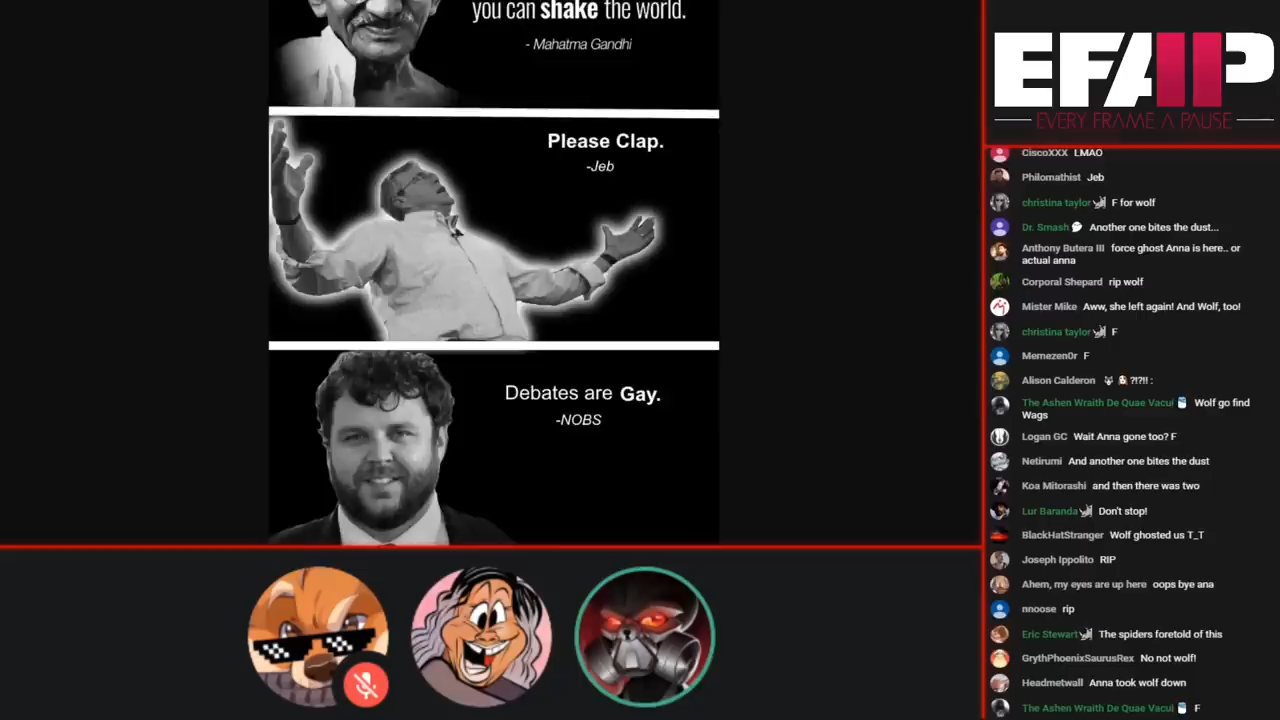 you can shake the world.
- Mahatma Gandhi
Please Clap.
-Jeb
Debates are Gay.
-NOBS
EFAP
EVERY FRAME A PAUSE
CiscoXXX LMAO
Philomathist Jeb
christina taylor F for wolf
Dr. Smash Another one bites the dust...
Anthony Butera III force ghost Anna is here.. or
actual anna
Corporal Shepard rip wolf
Mister Mike Aww, she left again! And Wolf, too!
christina taylor F
Memezen0r F
Alison Calderon ?!?!! :
The Ashen Wraith De Quae Vacui Wolf go find
Wags
Logan GC Wait Anna gone too? F
Netirumi And another one bites the dust
Koa Mitorashi and then there was two
Lur Baranda Don't stop!
BlackHatStranger Wolf ghosted us T_T
Joseph Ippolito RIP
Ahem, my eyes are up here oops bye ana
nnoose rip
Eric Stewart The spiders foretold of this
GrythPhoenixSaurusRex No not wolf!
Headmetwall Anna took wolf down
The Ashen Wraith De Quae Vacui F